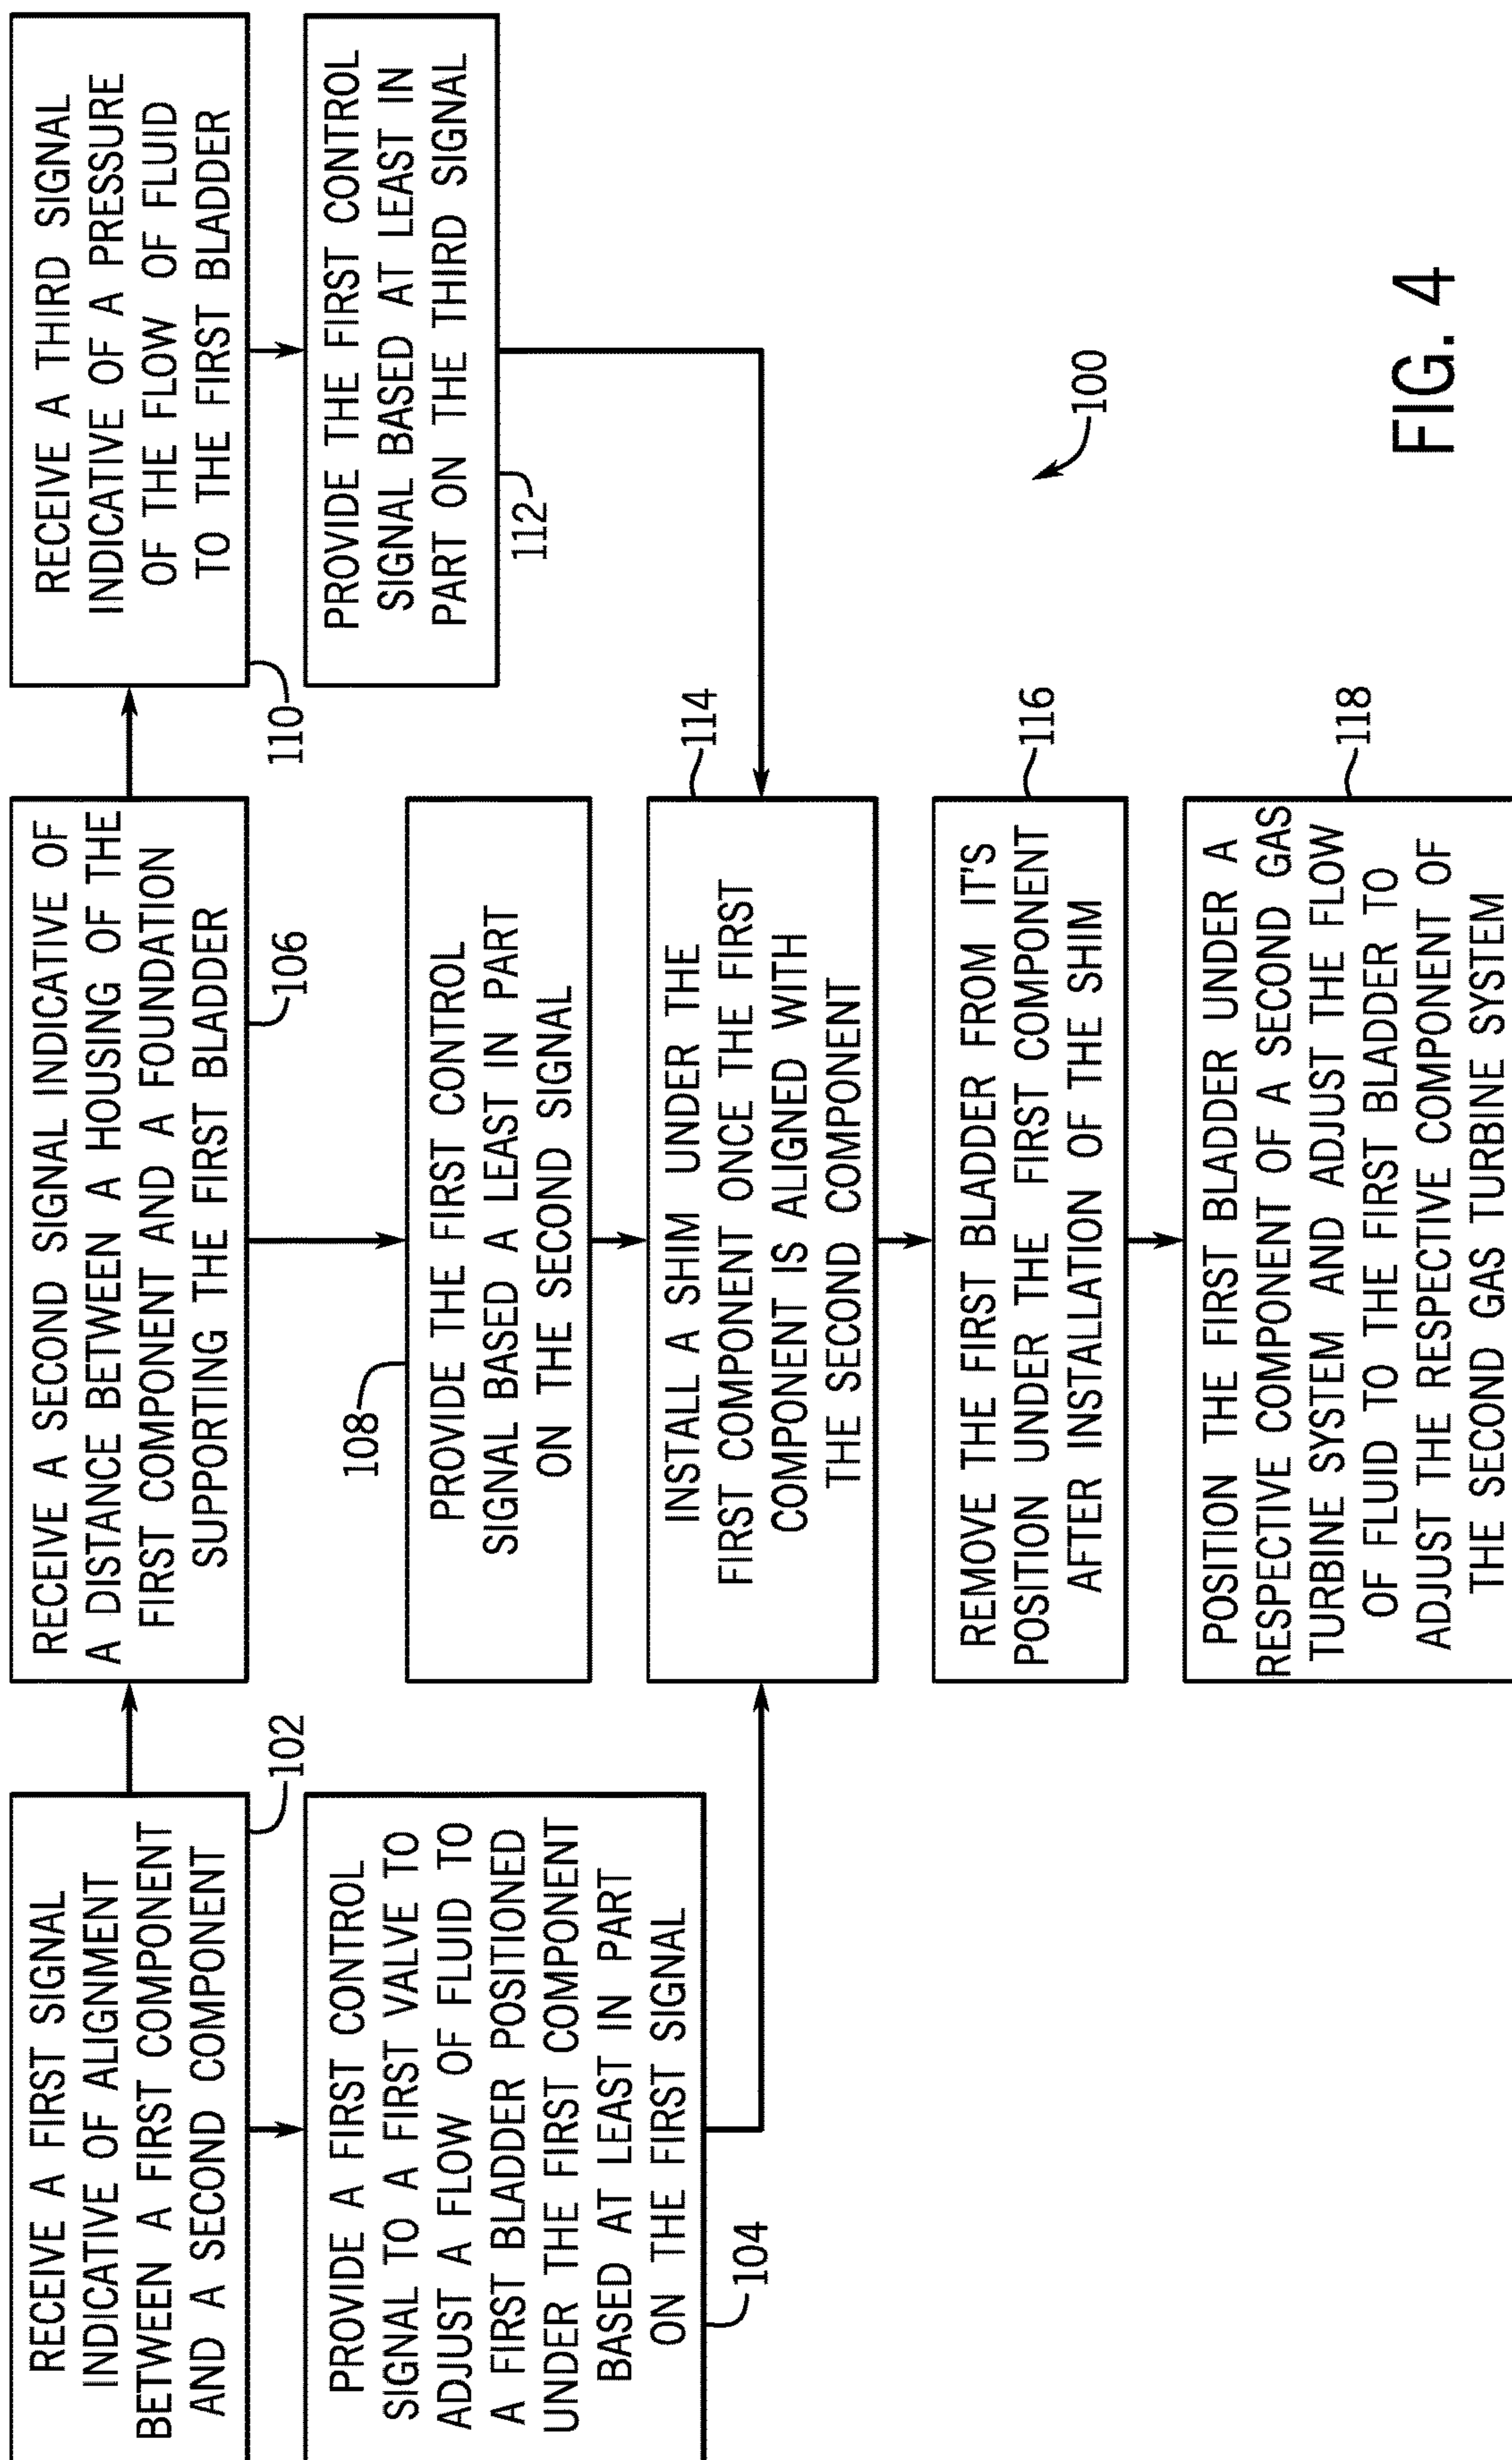 RECEIVE A FIRST SIGNAL
INDICATIVE OF ALIGNMENT
BETWEEN A FIRST COMPONENT
AND A SECOND COMPONENT
102
PROVIDE A FIRST CONTROL
SIGNAL TO A FIRST VALVE TO
ADJUST A FLOW OF FLUID TO
A FIRST BLADDER POSITIONED
UNDER THE FIRST COMPONENT
BASED AT LEAST IN PART
ON THE FIRST SIGNAL
104
RECEIVE A SECOND SIGNAL INDICATIVE OF
A DISTANCE BETWEEN A HOUSING OF THE
FIRST COMPONENT AND A FOUNDATION
SUPPORTING THE FIRST BLADDER
106
108
PROVIDE THE FIRST CONTROL
SIGNAL BASED A LEAST IN PART
ON THE SECOND SIGNAL
RECEIVE A THIRD SIGNAL
INDICATIVE OF A PRESSURE
OF THE FLOW OF FLUID
TO THE FIRST BLADDER
110
PROVIDE THE FIRST CONTROL
SIGNAL BASED AT LEAST IN
PART ON THE THIRD SIGNAL
112
INSTALL A SHIM UNDER THE
FIRST COMPONENT ONCE THE FIRST
COMPONENT IS ALIGNED WITH
THE SECOND COMPONENT
114
REMOVE THE FIRST BLADDER FROM IT'S
POSITION UNDER THE FIRST COMPONENT
AFTER INSTALLATION OF THE SHIM
116
POSITION THE FIRST BLADDER UNDER A
RESPECTIVE COMPONENT OF A SECOND GAS
TURBINE SYSTEM AND ADJUST THE FLOW
OF FLUID TO THE FIRST BLADDER TO
ADJUST THE RESPECTIVE COMPONENT OF
THE SECOND GAS TURBINE SYSTEM
118
100
FIG. 4